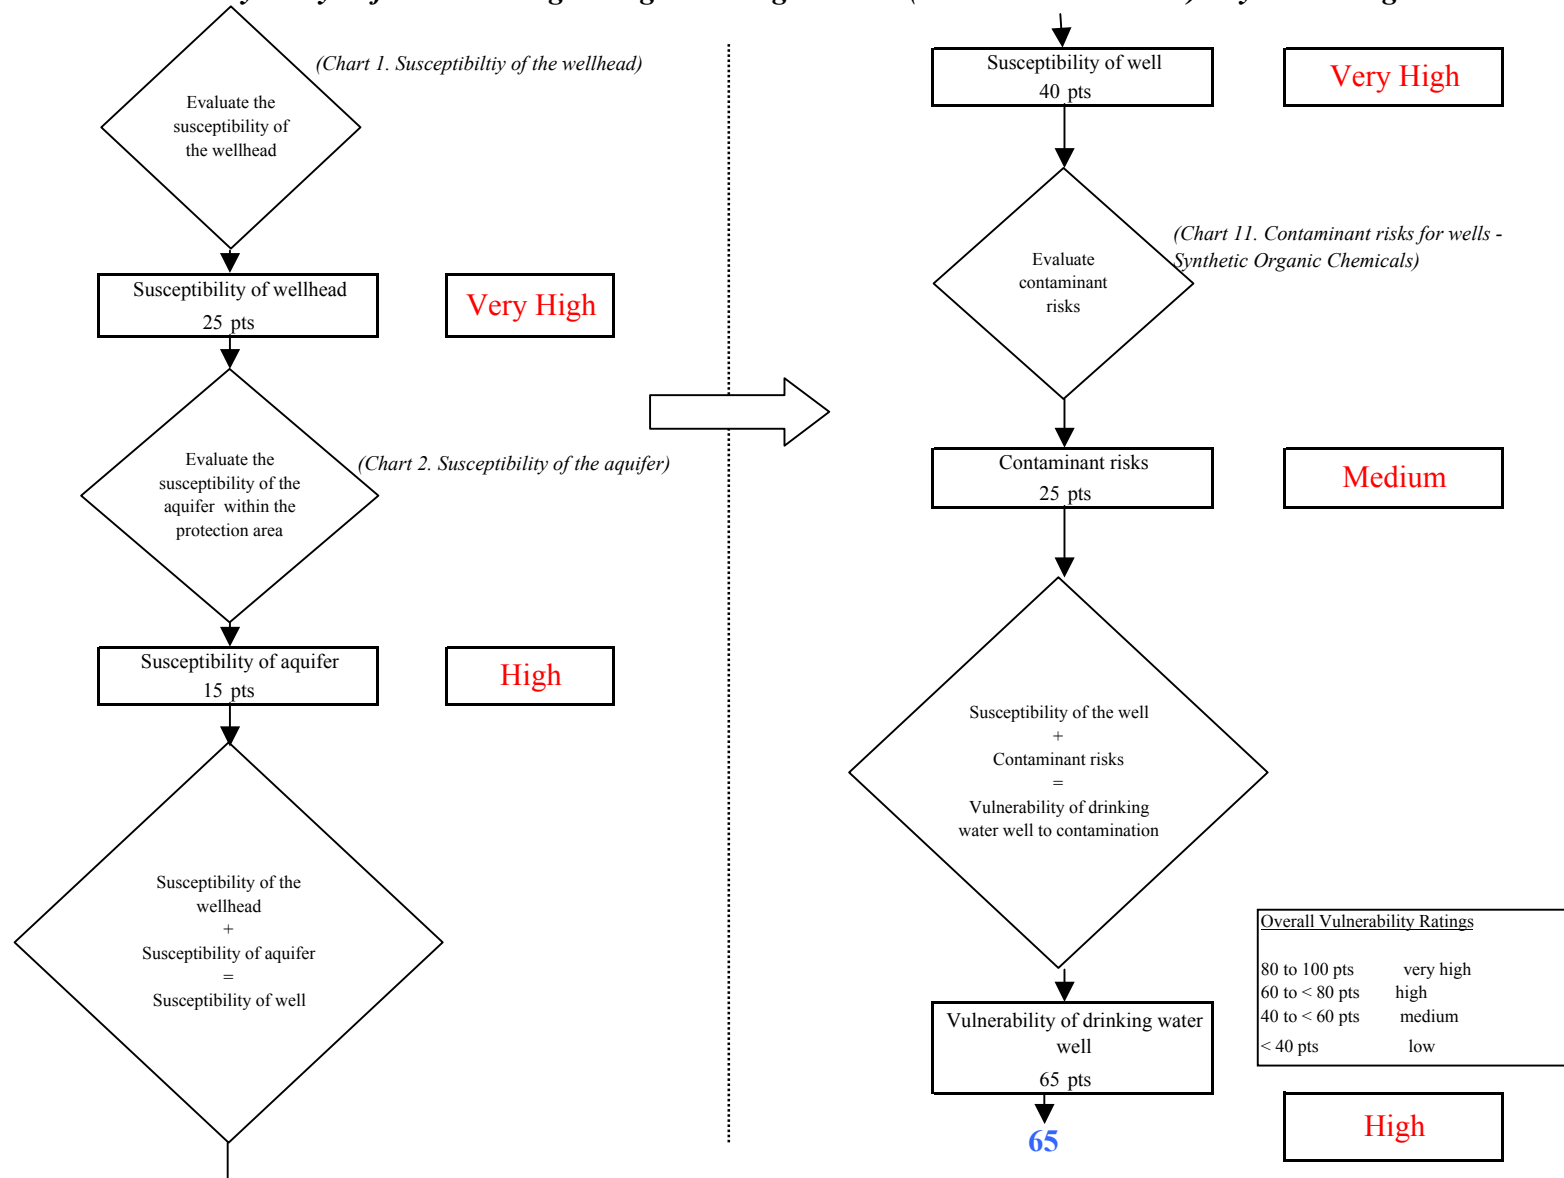 (Chart 1. Susceptibiltiy of the wellhead)
Evaluate the
susceptibility of
the wellhead
Susceptibility of wellhead
25 pts
Very High
Evaluate the
susceptibility of the
aquifer within the
protection area
(Chart 2. Susceptibility of the aquifer)
Susceptibility of aquifer
15 pts
High
Susceptibility of the
wellhead
+
Susceptibility of aquifer
=
Susceptibility of well
Susceptibility of well
40 pts
Very High
(Chart 11. Contaminant risks for wells -
Synthetic Organic Chemicals)
Evaluate
contaminant
risks
Contaminant risks
25 pts
Medium
Susceptibility of the well
+
Contaminant risks
=
Vulnerability of drinking
water well to contamination
Overall Vulnerability Ratings
80 to 100 pts very high
60 to < 80 pts high
40 to < 60 pts medium
< 40 pts low
Vulnerability of drinking water
well
65 pts
65
High